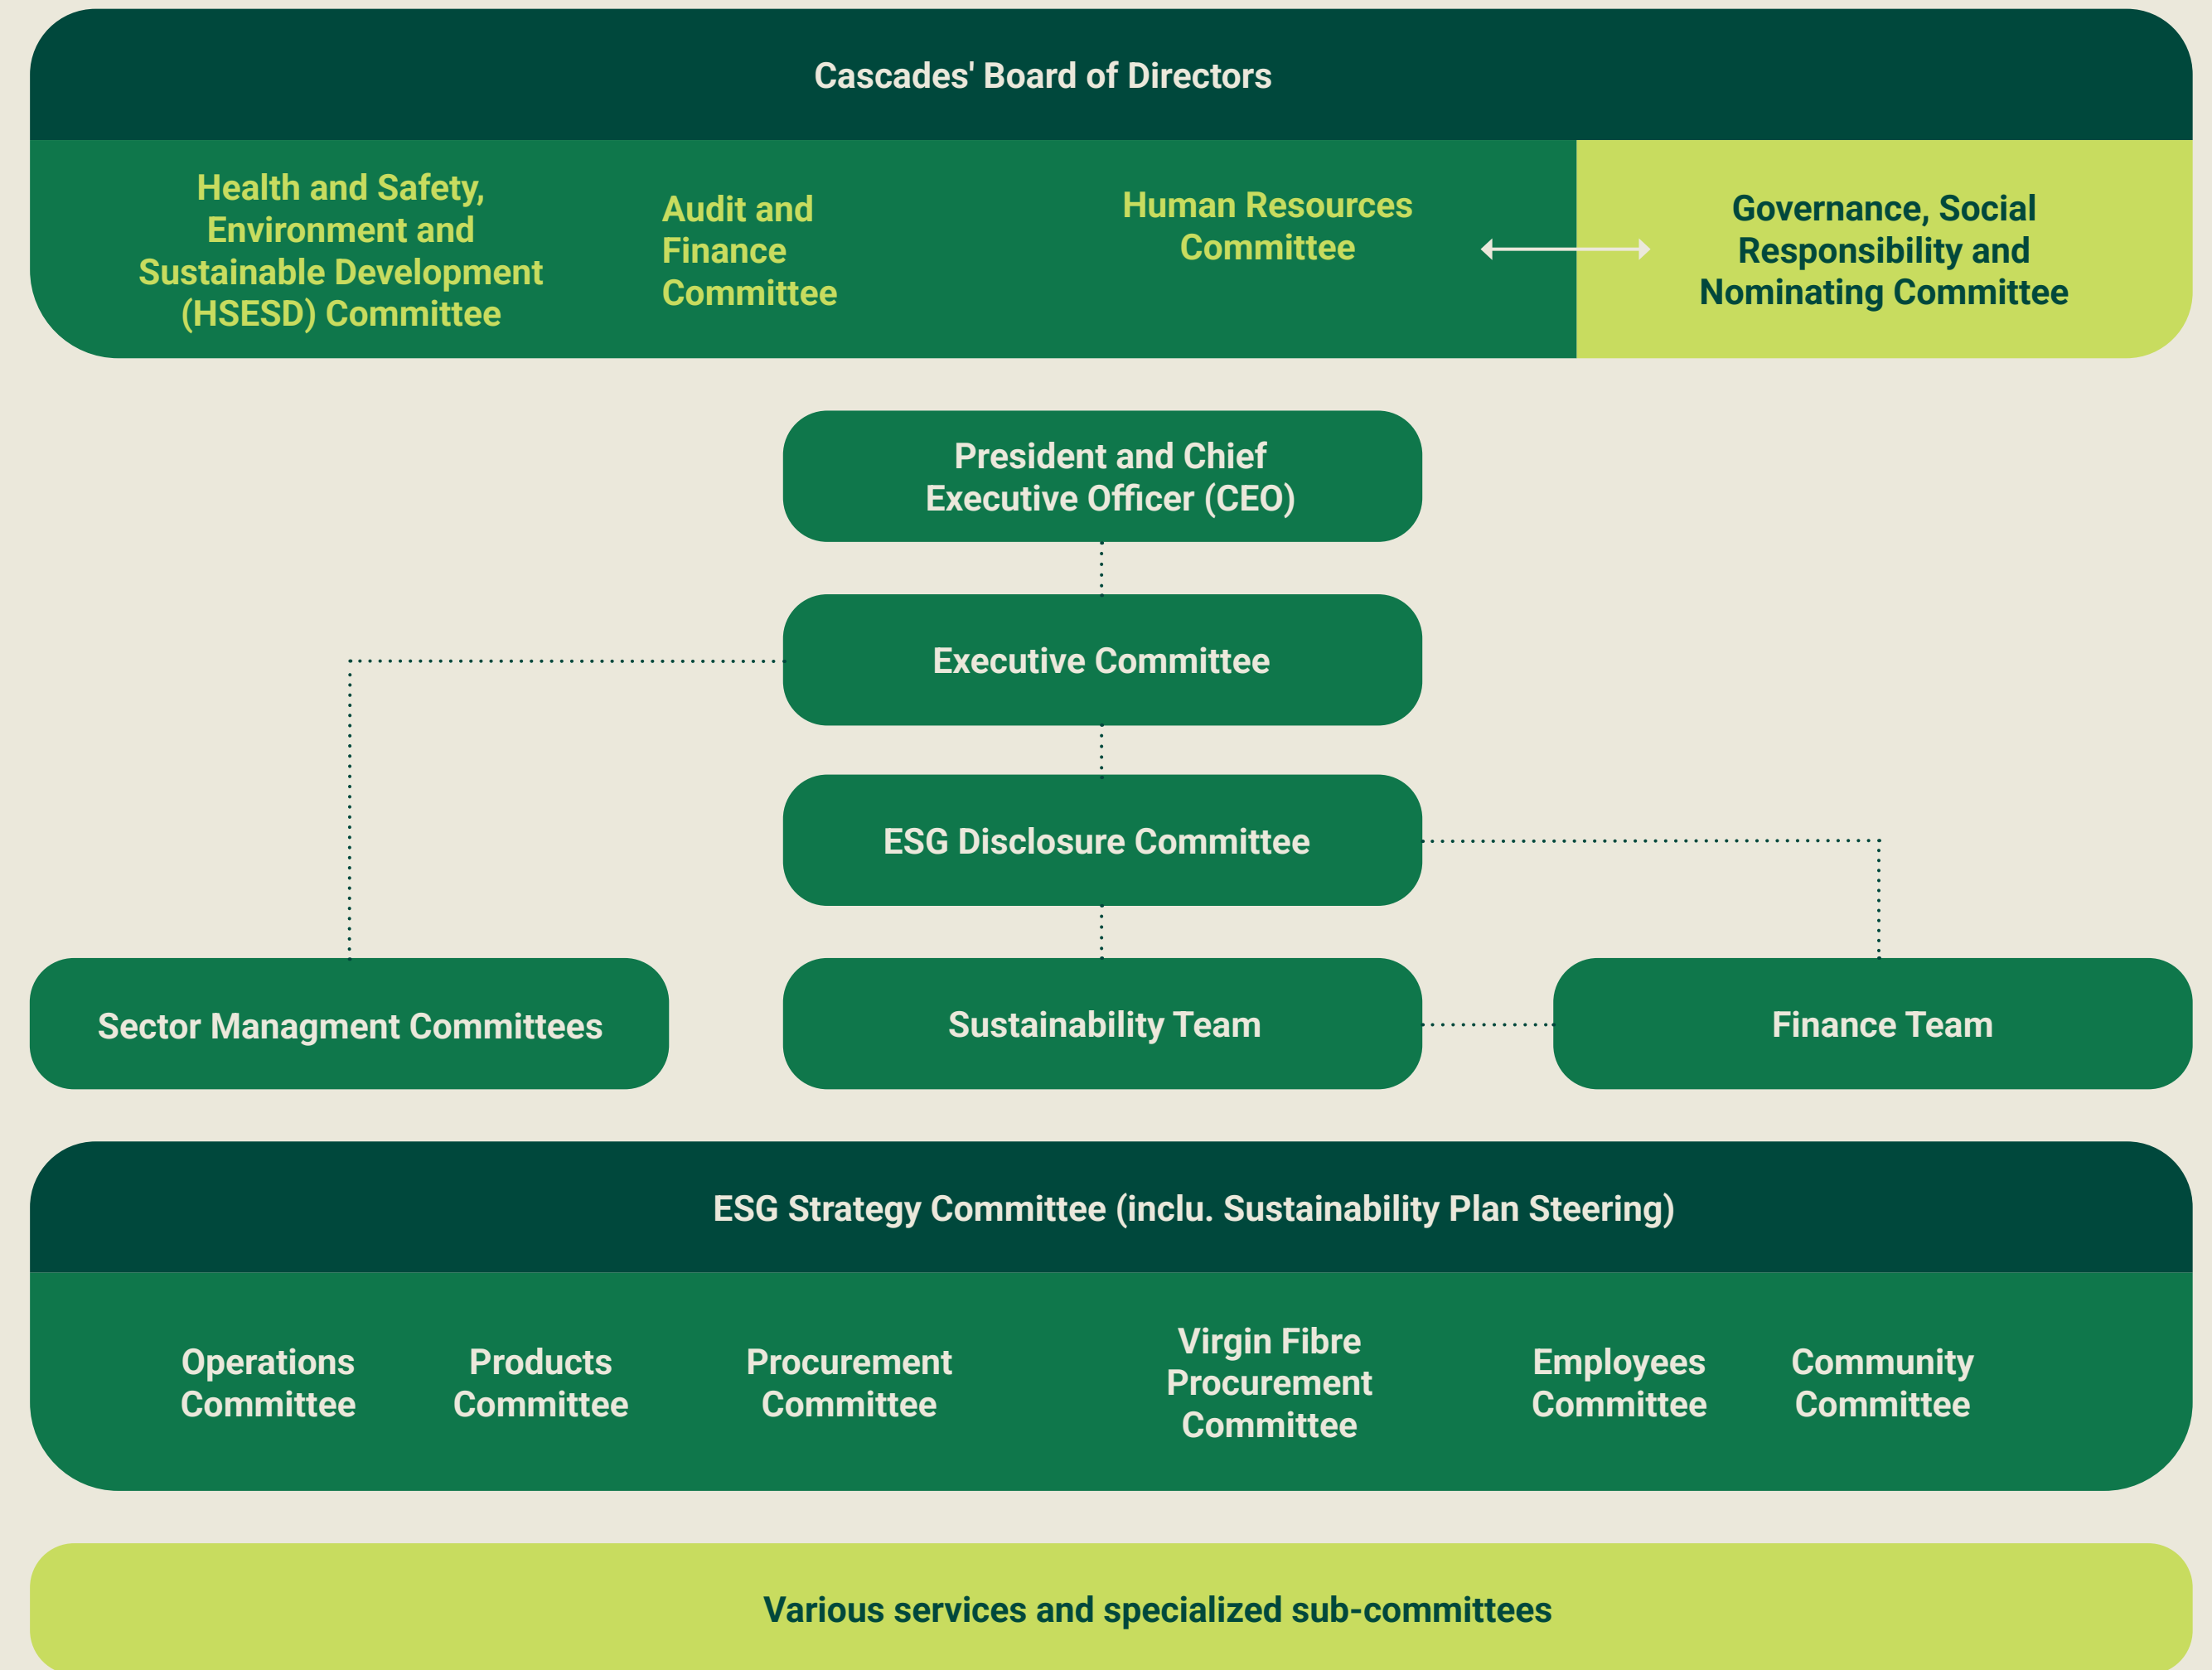 Cascades' Board of Directors
Health and Safety,
Environment and
Sustainable Development
(HSESD) Committee
Audit and
Finance
Committee
Human Resources
Committee
Governance, Social
Responsibility and
Nominating Committee
President and Chief
Executive Officer (CEO)
Executive Committee
ESG Disclosure Committee
Sector Managment Committees
Sustainability Team
Finance Team
ESG Strategy Committee (inclu. Sustainability Plan Steering)
Operations
Committee
Products
Committee
Procurement
Committee
Virgin Fibre
Procurement
Committee
Employees
Committee
Community
Committee
Various services and specialized sub-committees